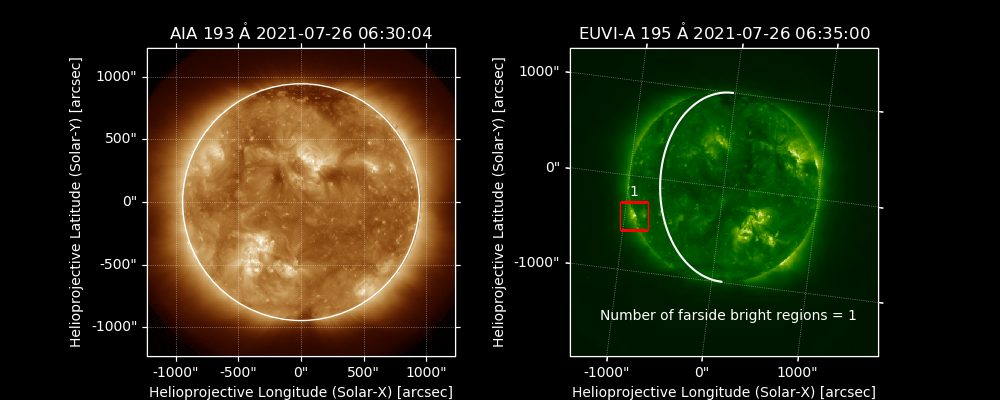 AIA 193 Å 2021-07-26 06:30:04
Helioprojective Latitude (Solar-Y) [arcsec]
1000"
500"
0"
-500"
-1000"
-1000"
-500"
0"
500"
1000"
Helioprojective Longitude (Solar-X) [arcsec]
EUVI-A 195 Å 2021-07-26 06:35:00
Helioprojective Latitude (Solar-Y) [arcsec]
1000"
0"
-1000"
1
Number of farside bright regions = 1
-1000"
0"
1000"
Helioprojective Longitude (Solar-X) [arcsec]